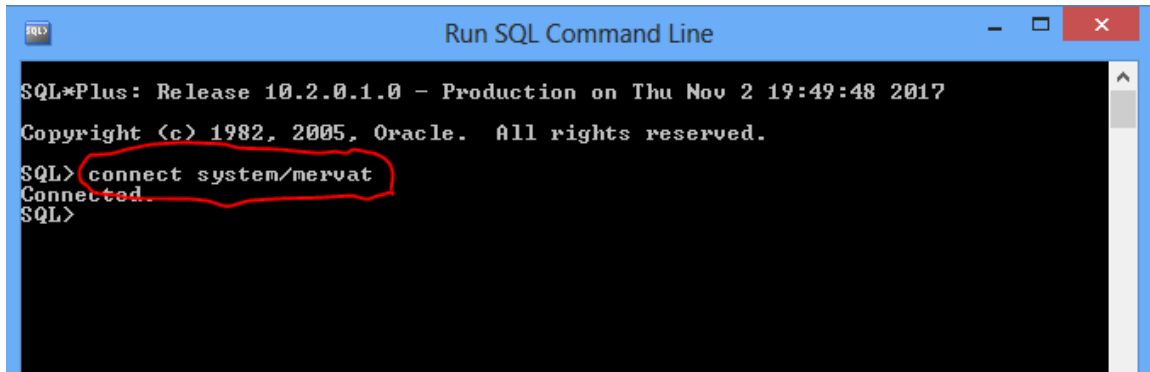 SQL>
Run SQL Command Line
SQL*Plus: Release 10.2.0.1.0 - Production on Thu Nov 2 19:49:48 2017
Copyright (c) 1982, 2005, Oracle.  All rights reserved.
SQL> connect system/mervat
Connected.
SQL>